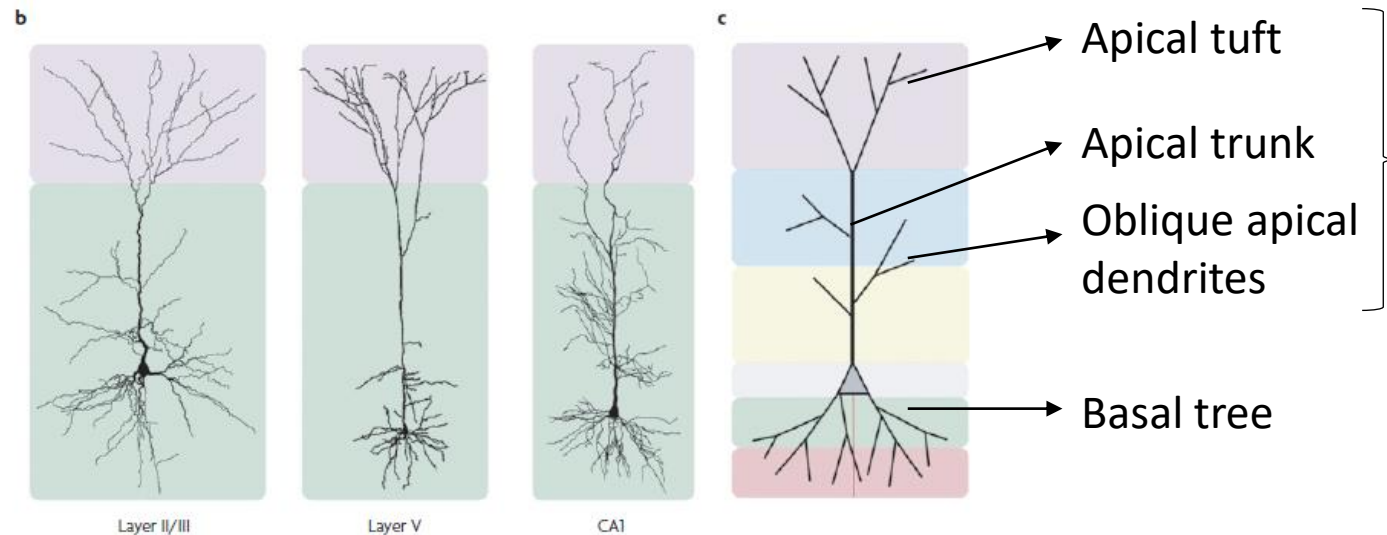 b
c
Apical tuft
Apical trunk
Oblique apical
dendrites
Basal tree
Layer II/III
Layer V
CA1